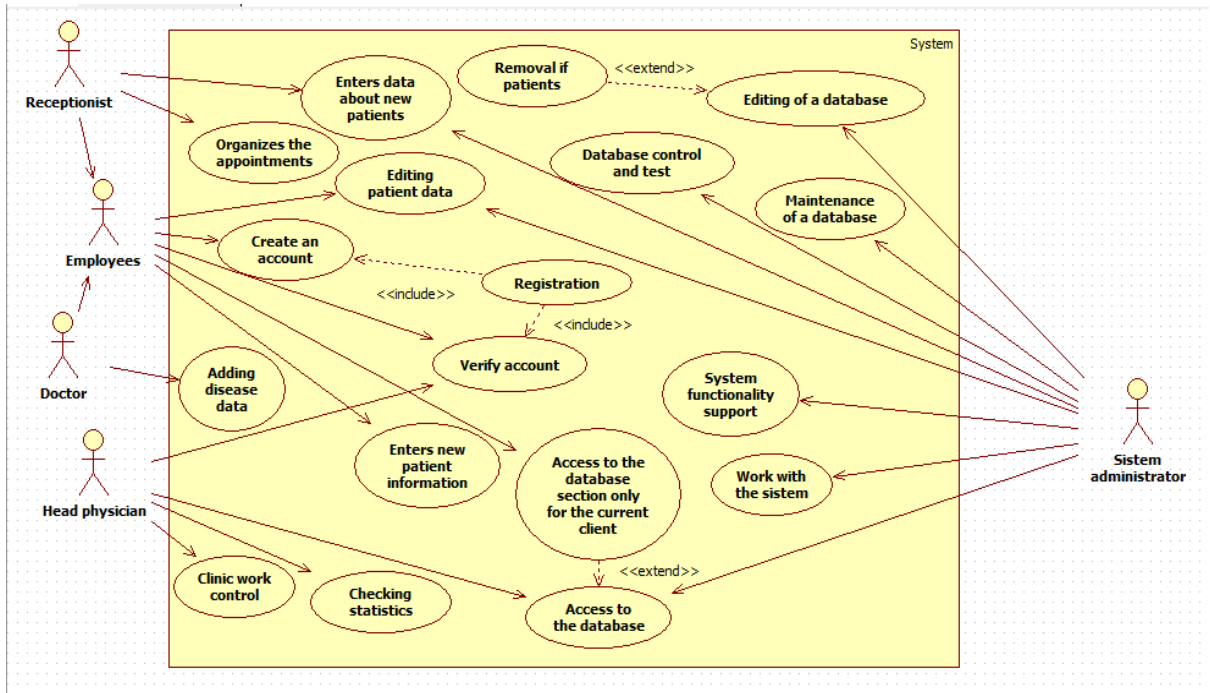 System
Receptionist
Enters data
about new
patients
Removal if
patients
<<extend>>
Editing of a database
Organizes the
appointments
Database control
and test
Editing
patient data
Maintenance
of a database
Employees
Create an
account
<<include>>
Registration
<<include>>
Verify account
Doctor
Adding
disease
data
System
functionality
support
Head physician
Enters new
patient
information
Access to the
database
section only
for the current
client
Work with
the sistem
Sistem
administrator
<<extend>>
Clinic work
control
Checking
statistics
Access to
the database